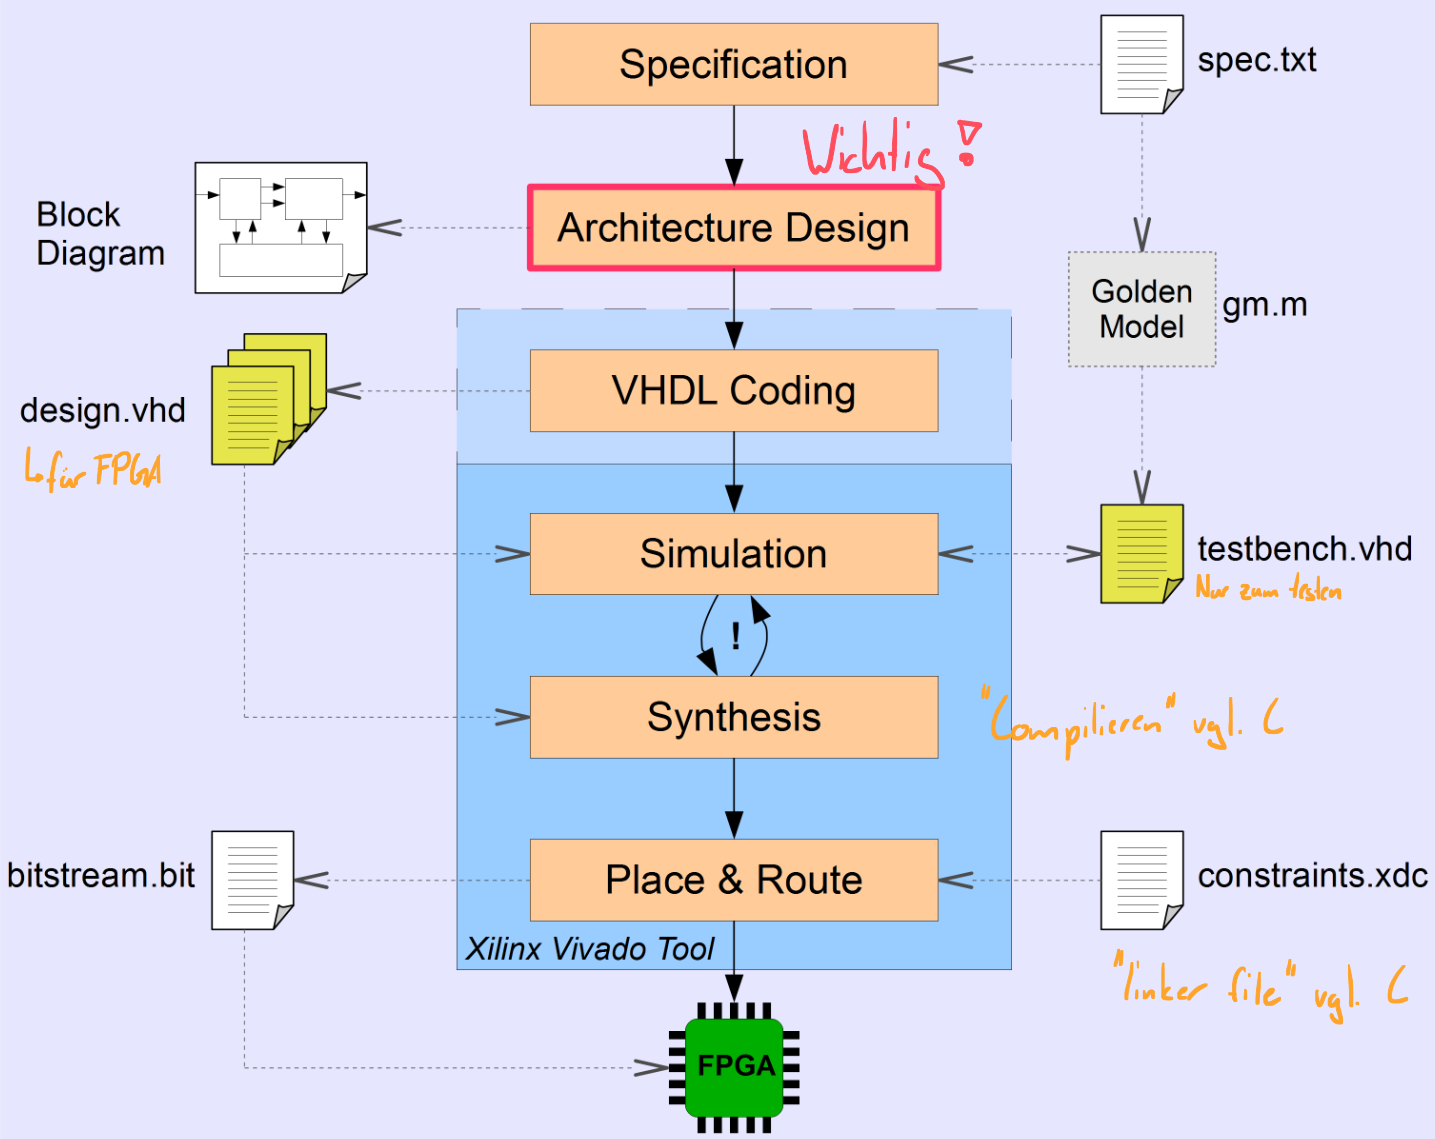 Specification
spec.txt
Wichtig!
Block
Diagram
Architecture Design
Golden
Model
gm.m
VHDL Coding
design.vhd
↳ für FPGA
Simulation
testbench.vhd
Nur zum testen
!
Synthesis
"Compilieren" vgl. C
Place & Route
bitstream.bit
constraints.xdc
Xilinx Vivado Tool
"linker file" vgl. C
FPGA